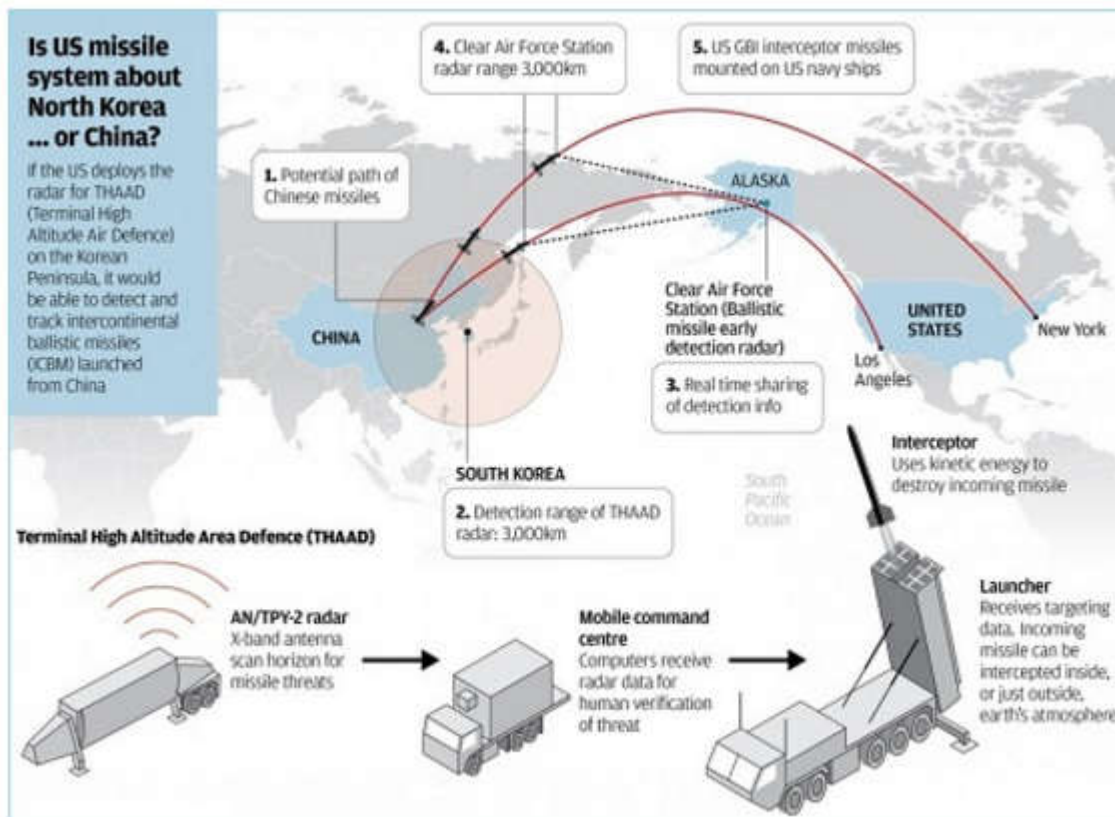 Is US missile
system about
North Korea
... or China?
If the US deploys the
radar for THAAD
(Terminal High
Altitude Air Defence)
on the Korean
Peninsula, it would
be able to detect and
track intercontinental
ballistic missiles
(ICBM) launched
from China
4. Clear Air Force Station
radar range 3,000km
5. US GBI interceptor missiles
mounted on US navy ships
1. Potential path of
Chinese missiles
ALASKA
CHINA
Clear Air Force
Station (Ballistic
missile early
detection radar)
3. Real time sharing
of detection info
UNITED
STATES
New York
Los
Angeles
SOUTH KOREA
2. Detection range of THAAD
radar: 3,000km
South
Pacific
Ocean
Interceptor
Uses kinetic energy to
destroy incoming missile
Terminal High Altitude Area Defence (THAAD)
AN/TPY-2 radar
X-band antenna
scan horizon for
missile threats
Mobile command
centre
Computers receive
radar data for
human verification
of threat
Launcher
Receives targeting
data. Incoming
missile can be
intercepted inside,
or just outside,
earth's atmosphere